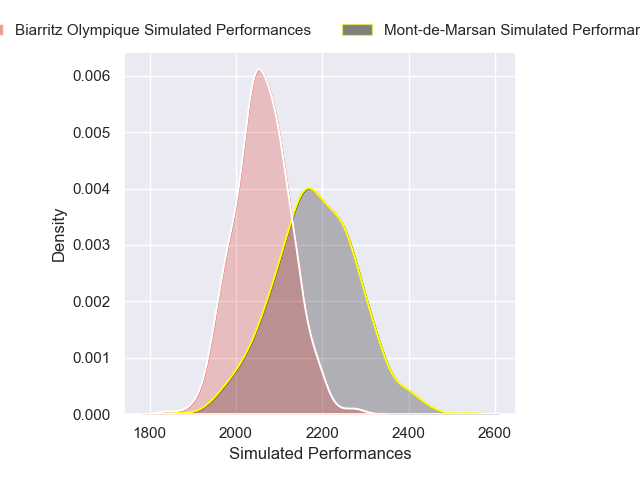 Biarritz Olympique Simulated Performances
Mont-de-Marsan Simulated Performan
0.006
0.005
0.004
0.003
0.002
0.001
0.000
Density
1800 2000 2200 2400 2600
Simulated Performances